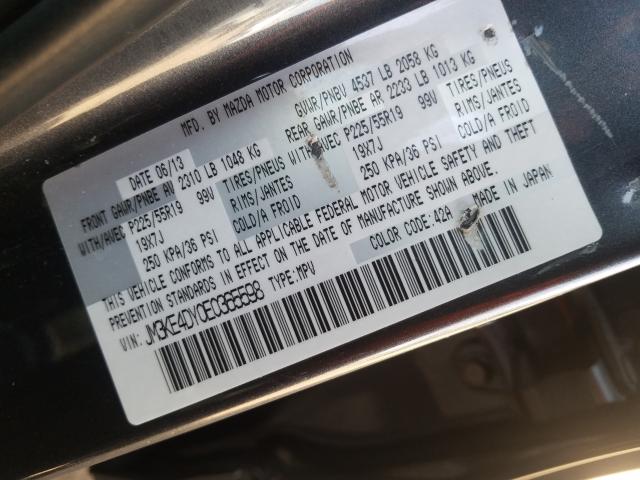 MFD. BY MAZDA MOTOR CORPORATION
DATE 06/13 GVWR/PNBV 4537 LB 2058 KG
FRONT GAWR/PNBE AV 2310 LB 1048 KG REAR GAWR/PNBE AR 2233 LB 1013 KG
WITH/AVEC P225/55R19 99V TIRES/PNEUS WITH/AVEC P225/55R19 99V TIRES/PNEUS
19X7J RIMS/JANTES 19X7J RIMS/JANTES
250 KPA/36 PSI COLD/A FROID 250 KPA/36 PSI COLD/A FROID
THIS VEHICLE CONFORMS TO ALL APPLICABLE FEDERAL MOTOR VEHICLE SAFETY AND THEFT
PREVENTION STANDARDS IN EFFECT ON THE DATE OF MANUFACTURE SHOWN ABOVE.
VIN: JM3KE4DY0E0366598 TYPE:MPV COLOR CODE:42A MADE IN JAPAN